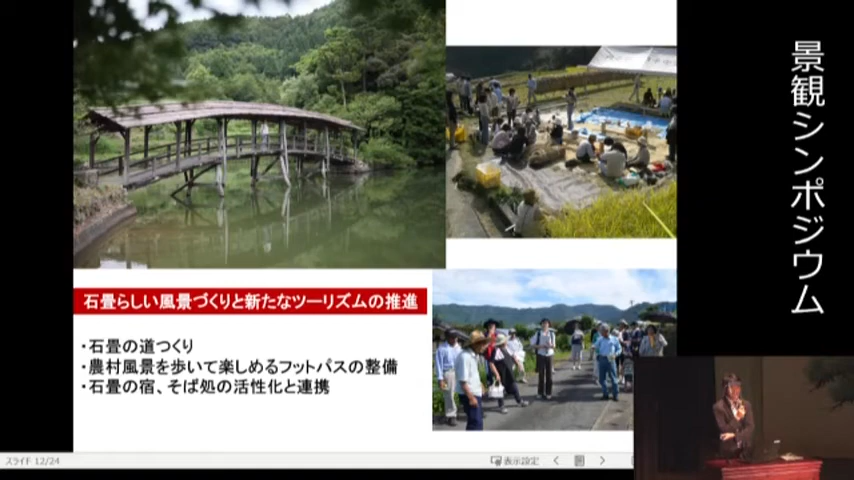 景観シンポジウム
石畳らしい風景づくりと新たなツーリズムの推進
・石畳の道つくり
・農村風景を歩いて楽しめるフットパスの整備
・石畳の宿、そば処の活性化と連携
スライド 12/24
表示設定